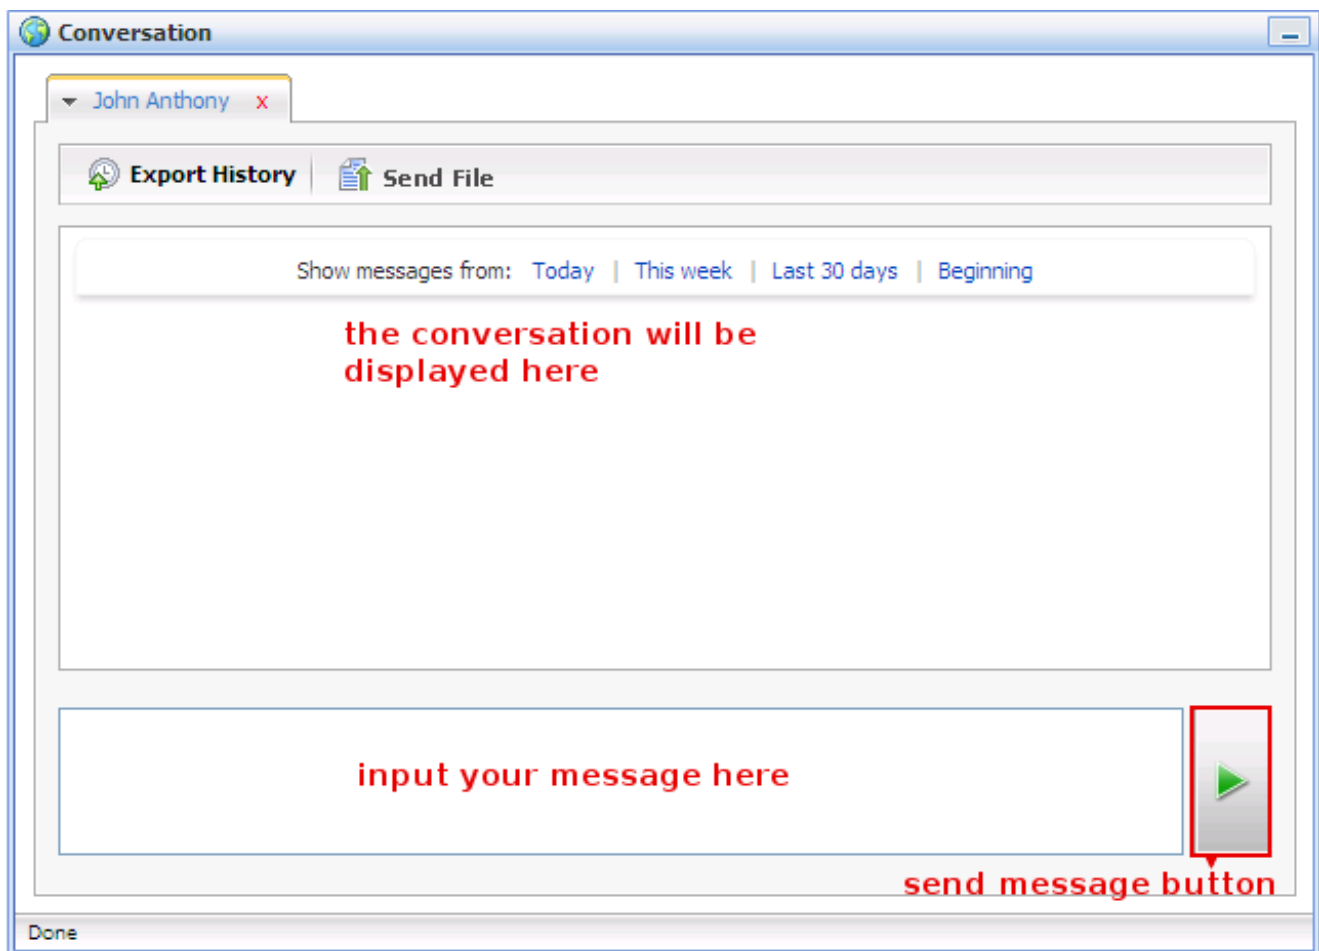 Conversation
John Anthony x
Export History Send File
Show messages from: Today | This week | Last 30 days | Beginning
the conversation will be
displayed here
input your message here
send message button
Done